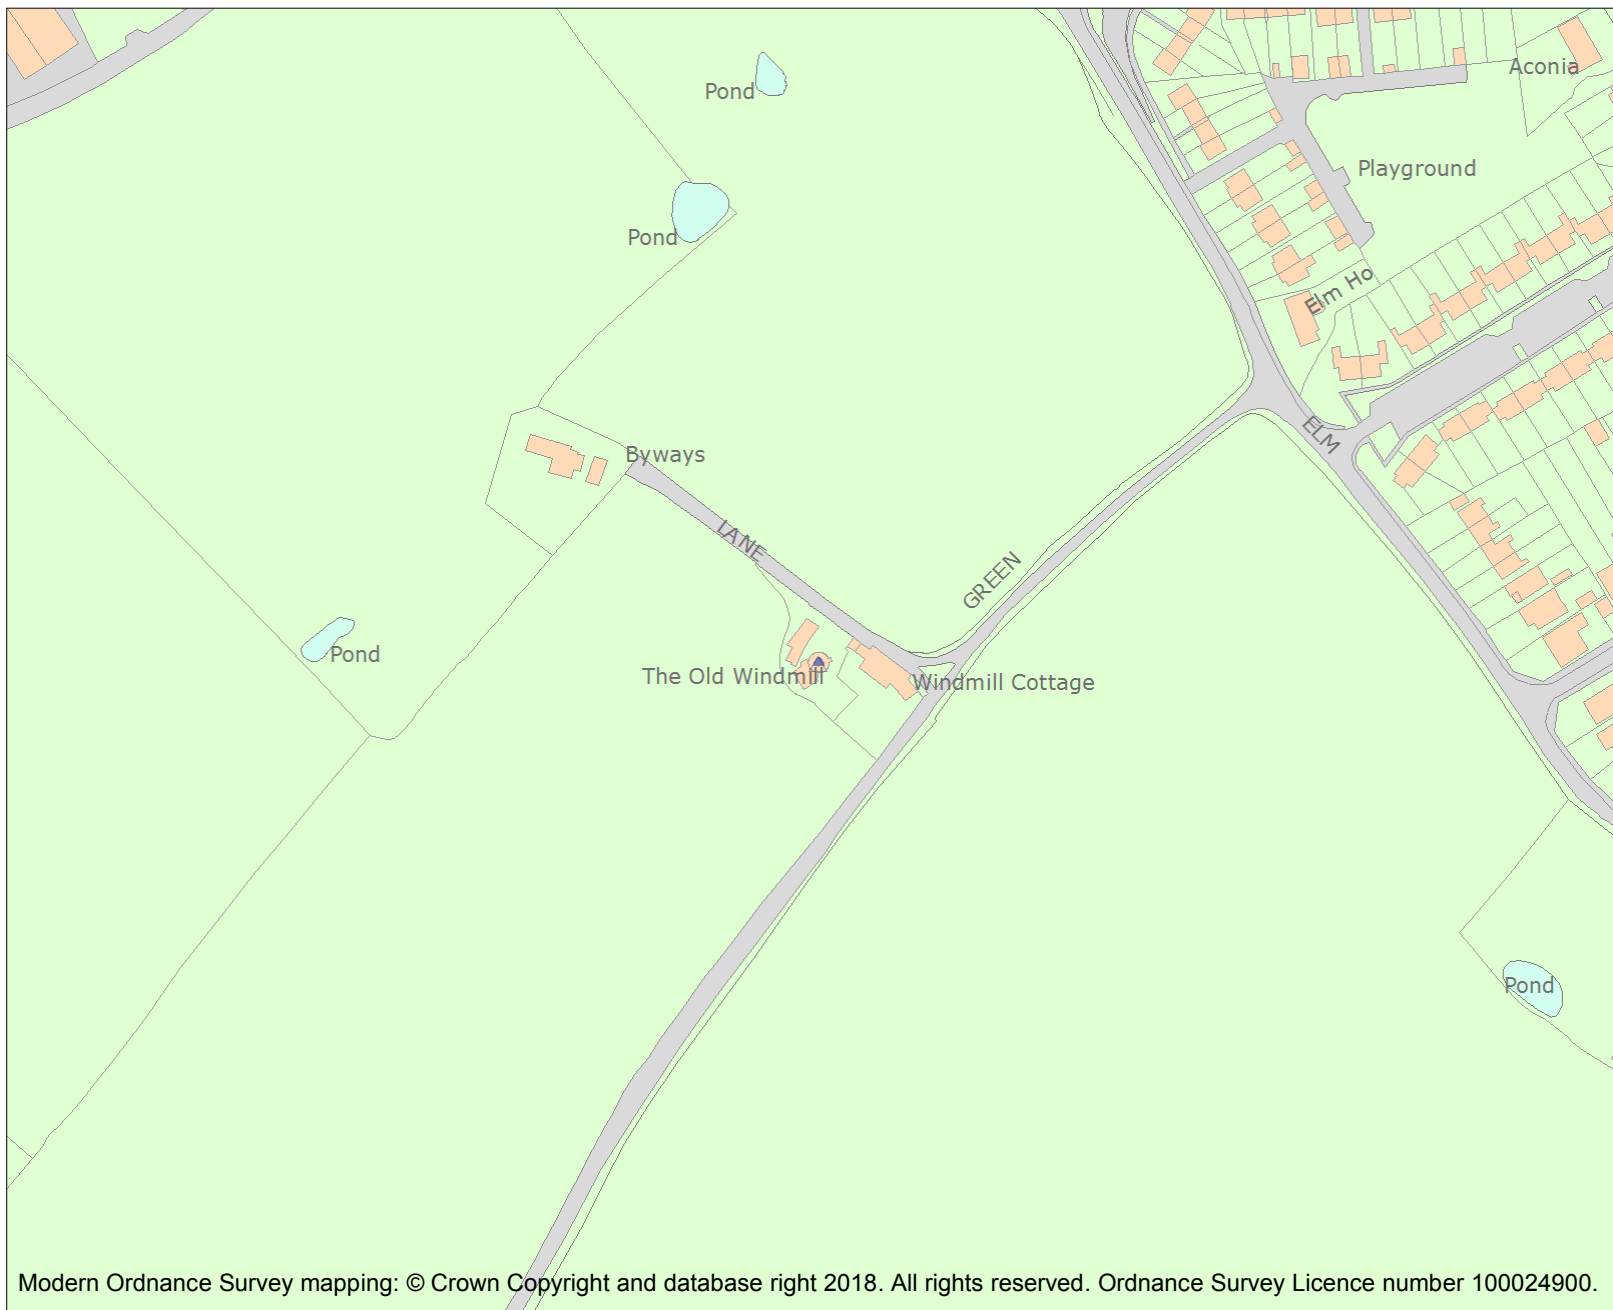 Aconia
Pond
Playground
Pond
Elm Ho
ELM
Byways
LANE
GREEN
Pond
The Old Windmill
Windmill Cottage
Pond
Modern Ordnance Survey mapping: © Crown Copyright and database right 2018. All rights reserved. Ordnance Survey Licence number 100024900.